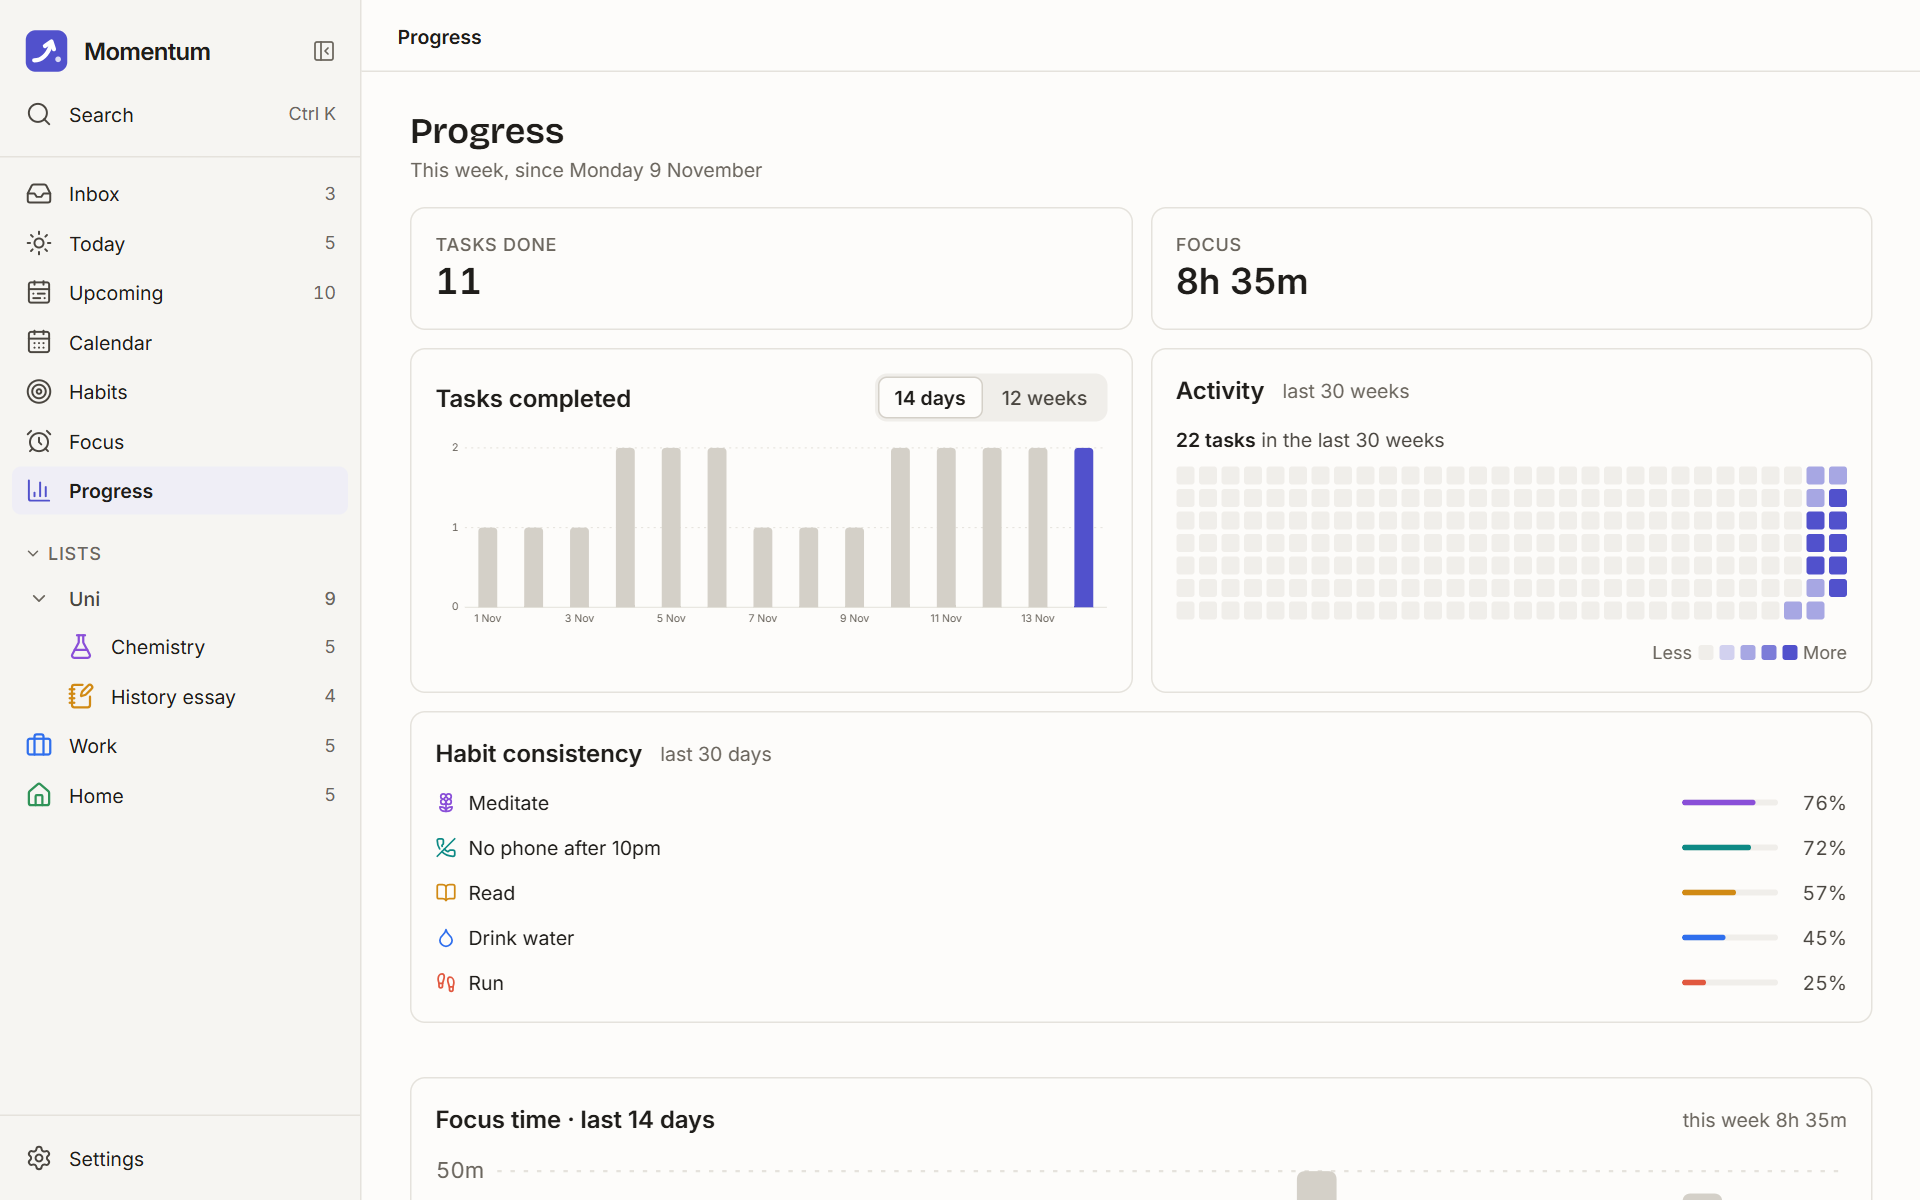 Momentum
Search Ctrl K
Inbox 3
Today 5
Upcoming 10
Calendar
Habits
Focus
Progress
LISTS
Uni 9
Chemistry 5
History essay 4
Work 5
Home 5
Settings
Progress
Progress
This week, since Monday 9 November
TASKS DONE
11
FOCUS
8h 35m
Tasks completed 14 days 12 weeks
2
1
0
1 Nov 3 Nov 5 Nov 7 Nov 9 Nov 11 Nov 13 Nov
Activity last 30 weeks
22 tasks in the last 30 weeks
Less More
Habit consistency last 30 days
Meditate 76%
No phone after 10pm 72%
Read 57%
Drink water 45%
Run 25%
Focus time · last 14 days this week 8h 35m
50m